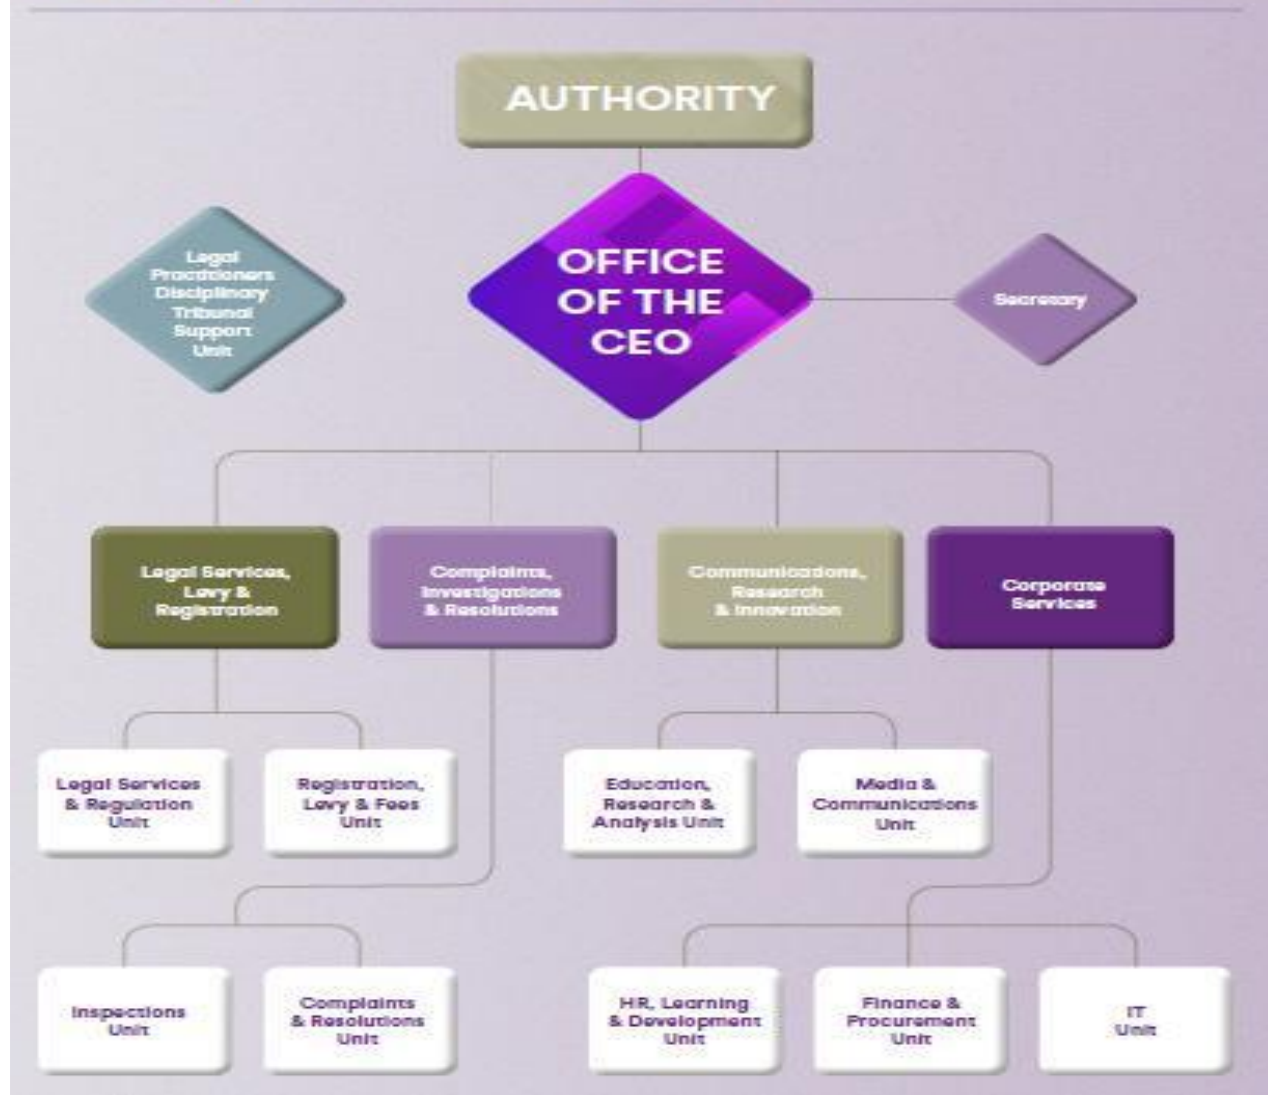 AUTHORITY
OFFICE
OF THE
CEO
Legal
Practitioners
Disciplinary
Tribunal
Support
Unit
Secretary
Legal Services,
Levy &
Registration
Complaints,
Investigations
& Resolutions
Communications,
Research
& Innovation
Corporate
Services
Legal Services
& Regulation
Unit
Registration,
Levy & Fees
Unit
Education,
Research &
Analysis Unit
Media &
Communications
Unit
Inspections
Unit
Complaints
& Resolutions
Unit
HR, Learning
& Development
Unit
Finance &
Procurement
Unit
IT
Unit